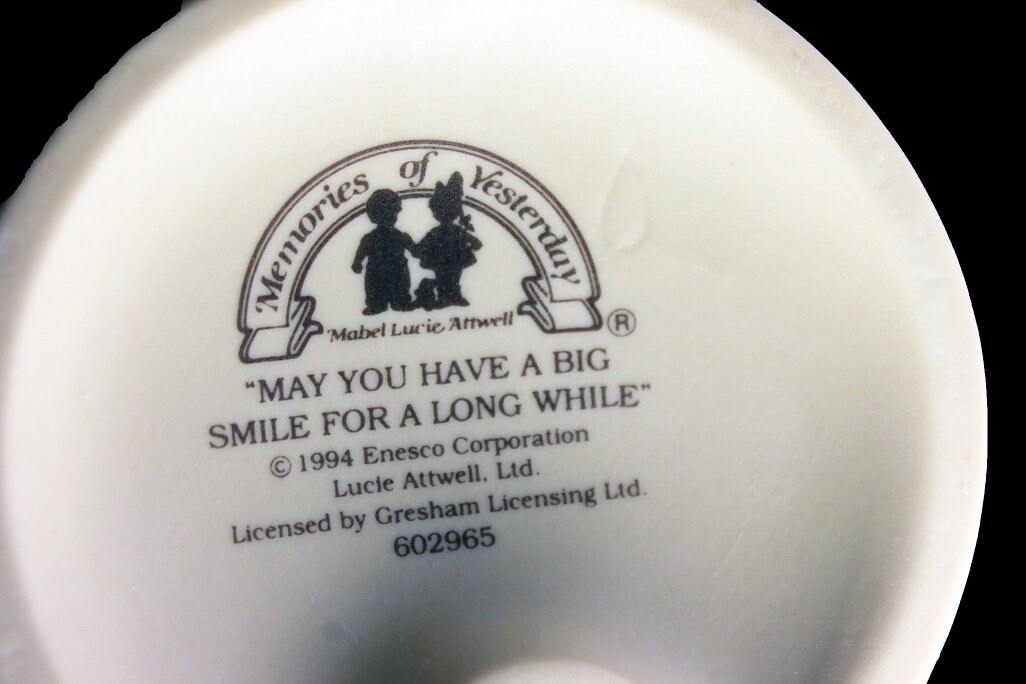 Memories of Yesterday
Mabel Lucie Attwell ®
“MAY YOU HAVE A BIG
SMILE FOR A LONG WHILE”
© 1994 Enesco Corporation
Lucie Attwell, Ltd.
Licensed by Gresham Licensing Ltd.
602965